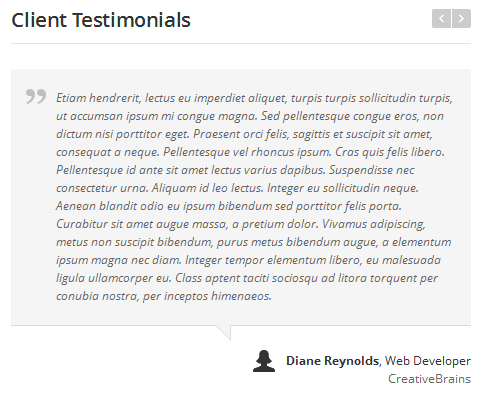 Client Testimonials
Etiam hendrerit, lectus eu imperdiet aliquet, turpis turpis sollicitudin turpis,
ut accumsan ipsum mi congue magna. Sed pellentesque congue eros, non
dictum nisi porttitor eget. Praesent orci felis, sagittis et suscipit sit amet,
consequat a neque. Pellentesque vel rhoncus ipsum. Cras quis felis libero.
Pellentesque id ante sit amet lectus varius dapibus. Suspendisse nec
consectetur urna. Aliquam id leo lectus. Integer eu sollicitudin neque.
Aenean blandit odio eu ipsum bibendum sed porttitor felis porta.
Curabitur sit amet augue massa, a pretium dolor. Vivamus adipiscing,
metus non suscipit bibendum, purus metus bibendum augue, a elementum
ipsum magna nec diam. Integer tempor elementum libero, eu malesuada
ligula ullamcorper eu. Class aptent taciti sociosqu ad litora torquent per
conubia nostra, per inceptos himenaeos.
Diane Reynolds, Web Developer
CreativeBrains